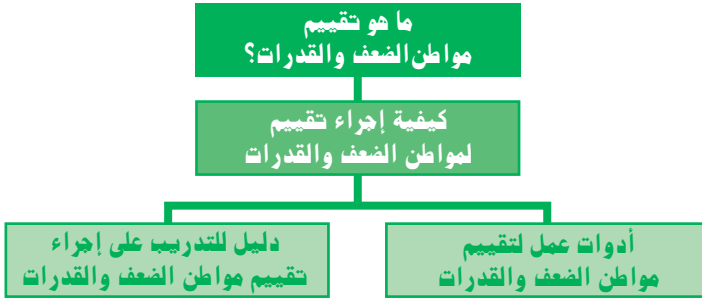 ما هو تقييم
مواطن الضعف والقدرات؟
كيفية إجراء تقييم
لمواطن الضعف والقدرات
أدوات عمل لتقييم
مواطن الضعف والقدرات
دليل للتدريب على إجراء
تقييم مواطن الضعف والقدرات